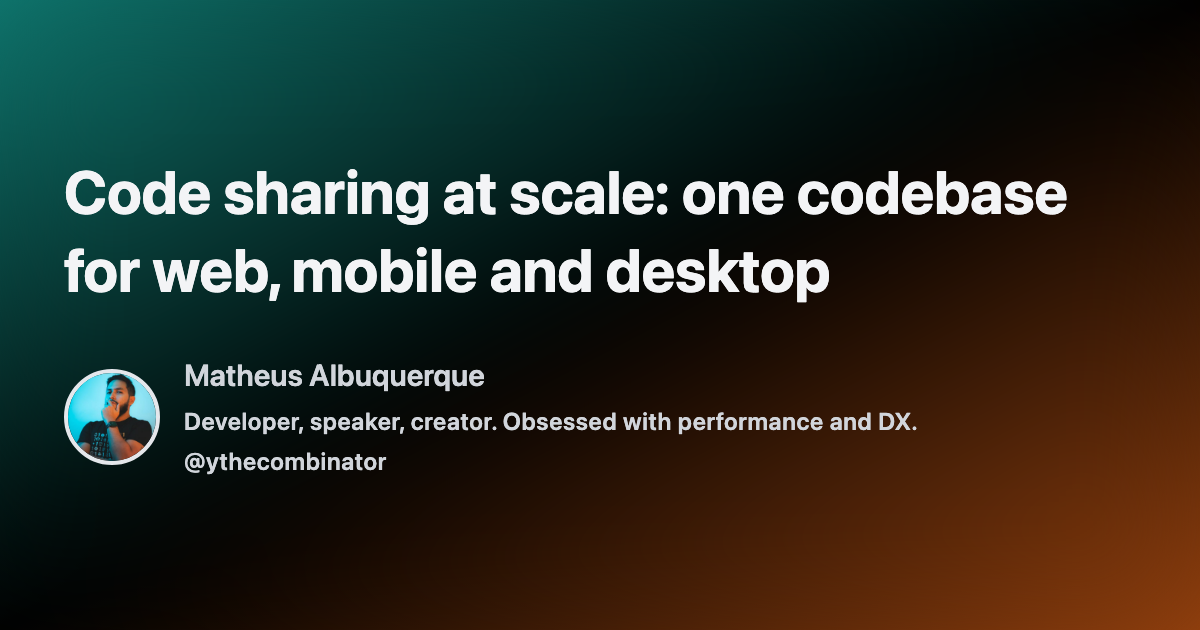 Code sharing at scale: one codebase
for web, mobile and desktop
Matheus Albuquerque
Developer, speaker, creator. Obsessed with performance and DX.
@ythecombinator